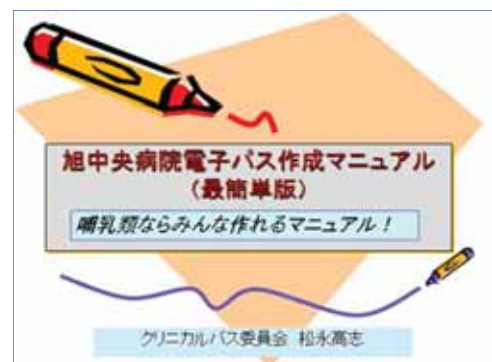 旭中央病院電子パス作成マニュアル
（最簡単版）
哺乳類ならみんな作れるマニュアル！
クリニカルパス委員会 松永高志